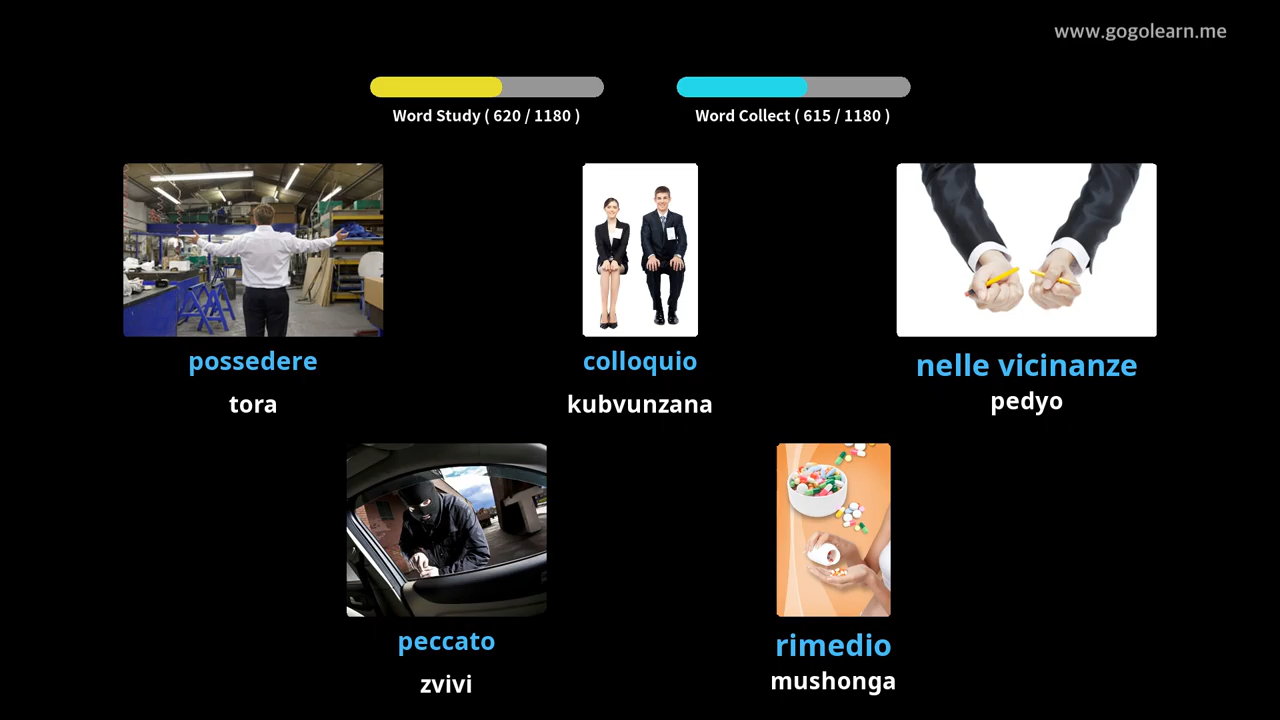 www.gogolearn.me
Word Study ( 620 / 1180 )
Word Collect ( 615 / 1180 )
possedere
tora
colloquio
kubvunzana
nelle vicinanze
pedyo
peccato
zvivi
rimedio
mushonga